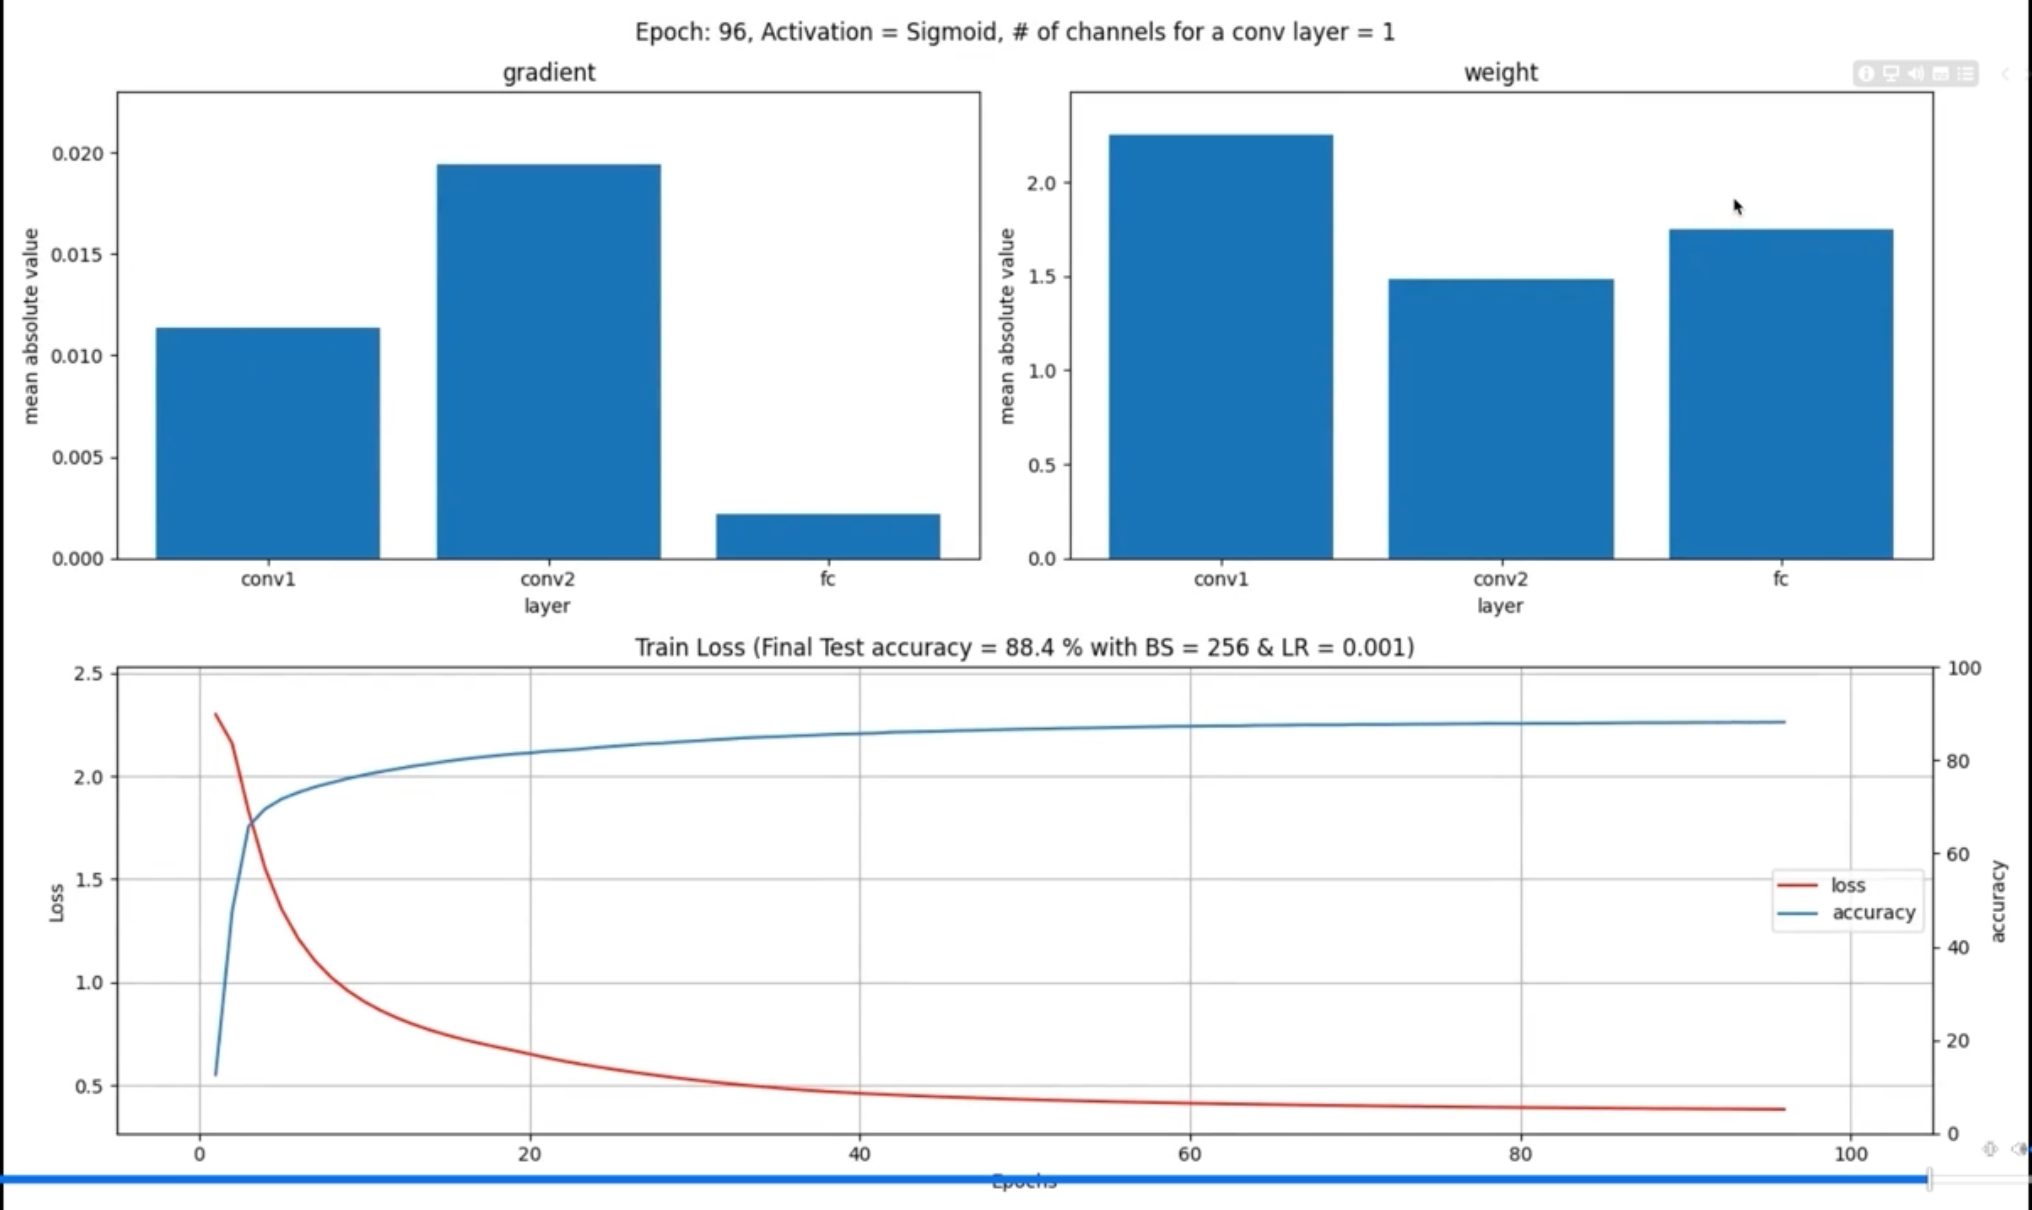 Epoch: 96, Activation = Sigmoid, # of channels for a conv layer = 1
gradient
mean absolute value
0.020
0.015
0.010
0.005
0.000
conv1 conv2 fc
layer
weight
mean absolute value
2.0
1.5
1.0
0.5
0.0
conv1 conv2 fc
layer
Train Loss (Final Test accuracy = 88.4 % with BS = 256 & LR = 0.001)
Loss
2.5
2.0
1.5
1.0
0.5
100
80
60
40
20
0
accuracy
loss
accuracy
0 20 40 60 80 100
Epochs